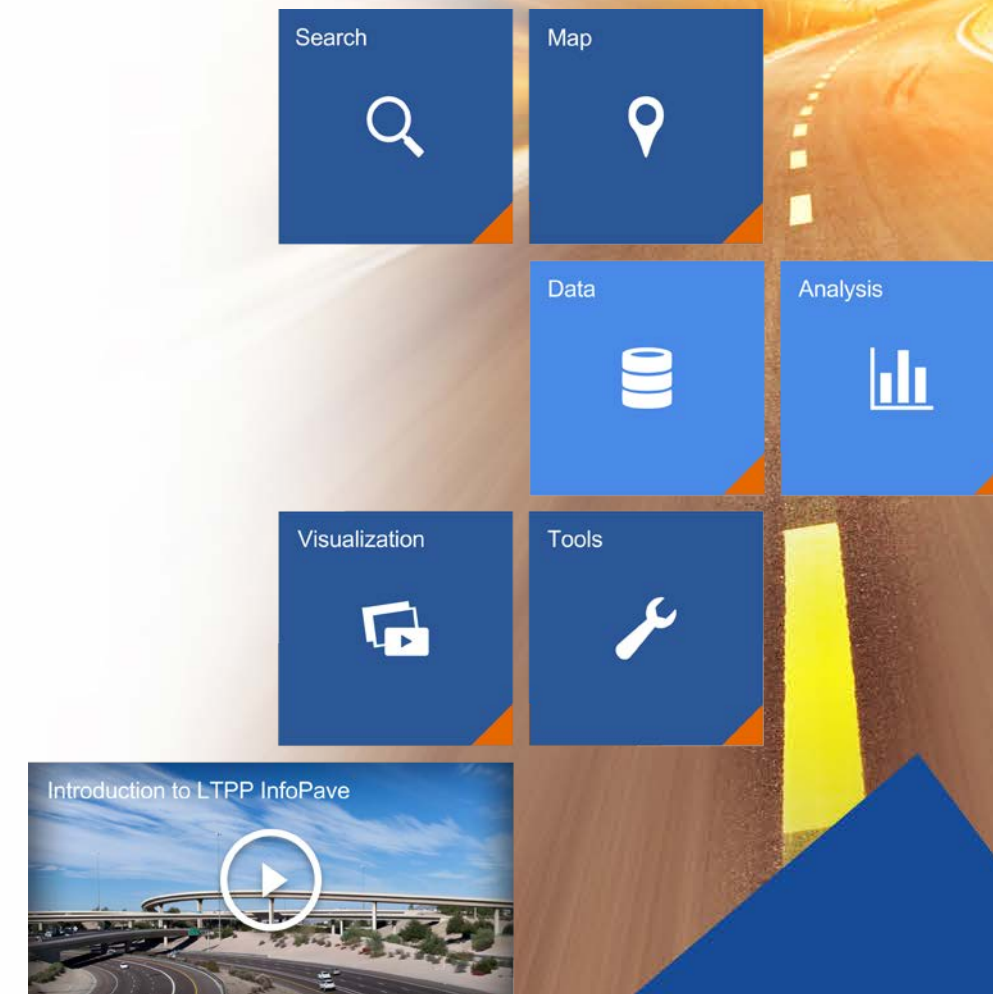 Search
Map
Data
Analysis
Visualization
Tools
Introduction to LTPP InfoPave